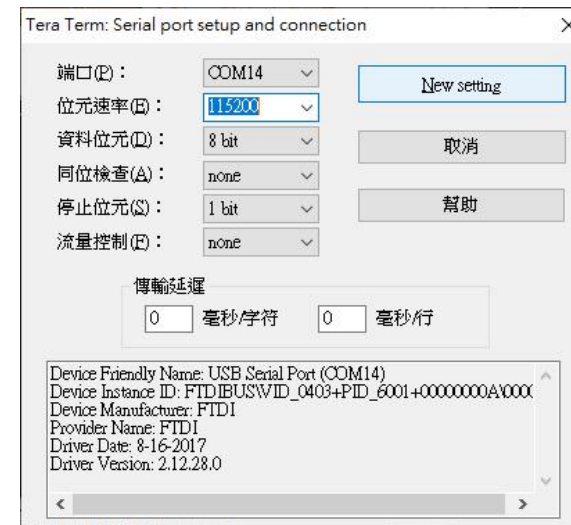 Tera Term: Serial port setup and connection
端口(P)： COM14
New setting
位元速率(E)： 115200
資料位元(D)： 8 bit
取消
同位檢查(A)： none
停止位元(S)： 1 bit
幫助
流量控制(F)： none
傳輸延遲
0 毫秒/字符 0 毫秒/行
Device Friendly Name: USB Serial Port (COM14)
Device Instance ID: FTDIBUS\VID_0403+PID_6001+00000000A\000
Device Manufacturer: FTDI
Provider Name: FTDI
Driver Date: 8-16-2017
Driver Version: 2.12.28.0